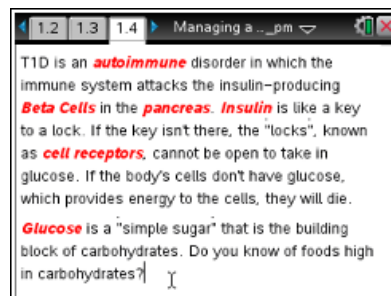 1.2 1.3 1.4 Managing a ... _pm
T1D is an autoimmune disorder in which the
immune system attacks the insulin-producing
Beta Cells in the pancreas. Insulin is like a key
to a lock. If the key isn't there, the "locks", known
as cell receptors, cannot be open to take in
glucose. If the body's cells don't have glucose,
which provides energy to the cells, they will die.
Glucose is a "simple sugar" that is the building
block of carbohydrates. Do you know of foods high
in carbohydrates?